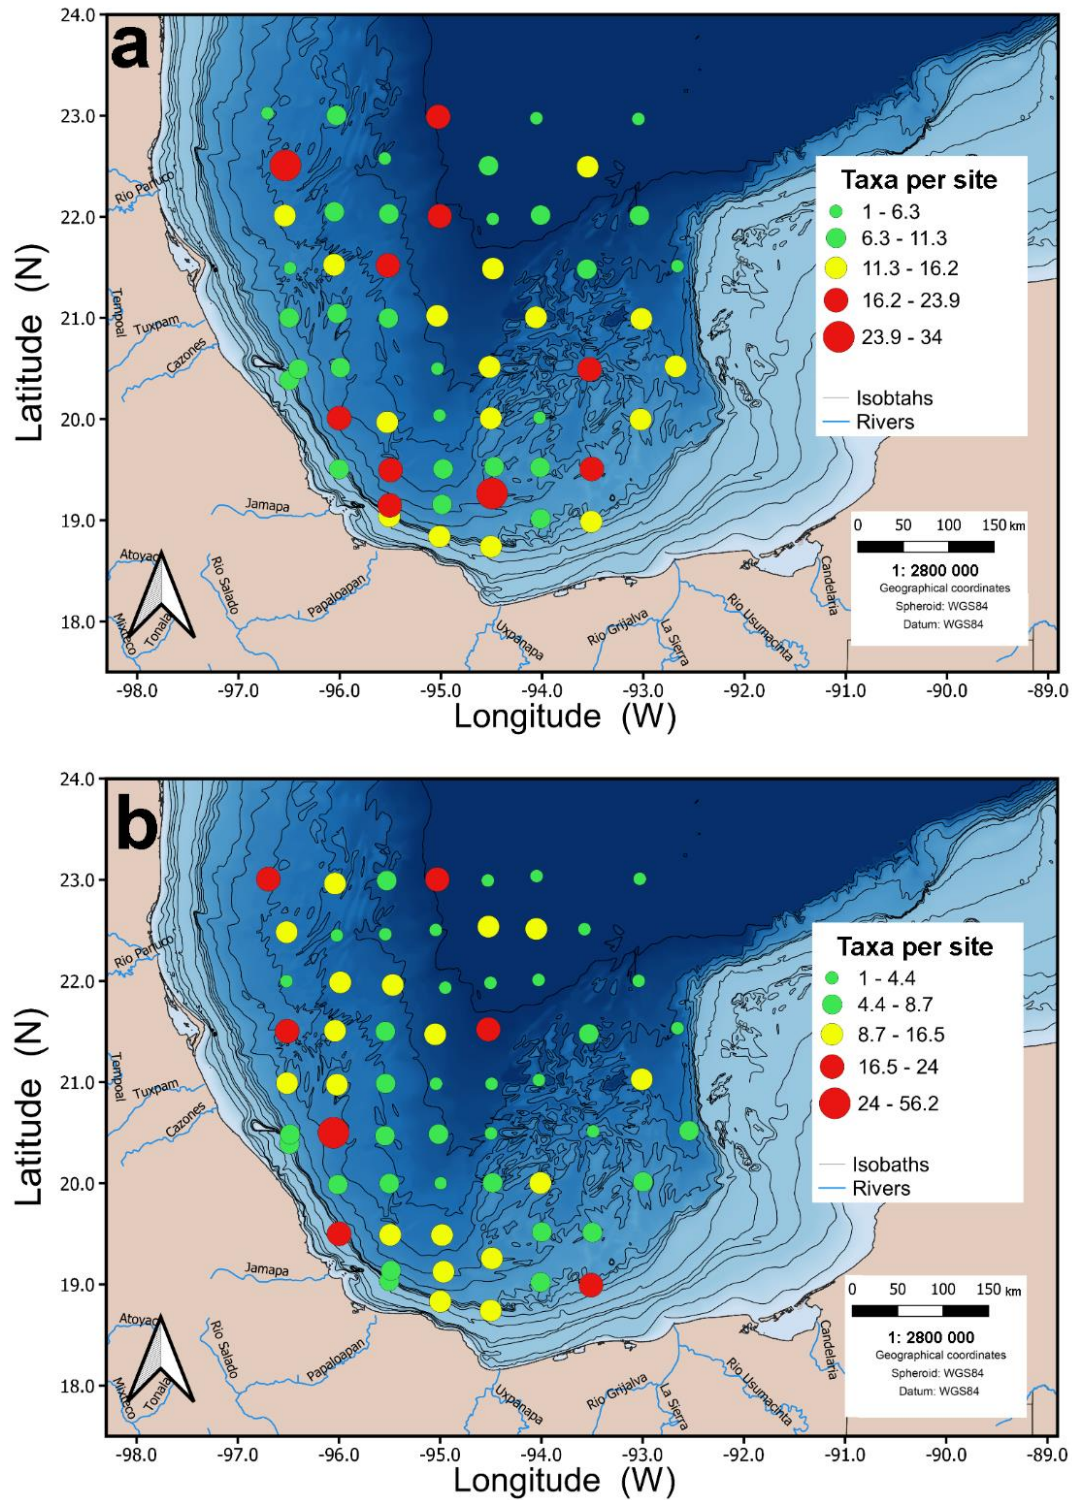 a
24.0
23.0
22.0
21.0
20.0
19.0
18.0
Latitude (N)
Rio Panuco
Tempoal
Tuxpam
Cazones
Jamapa
Atoyac
Rio Salado
Papaloapan
Mixteco
Tonala
Uxpanapa
Rio Grijalva
La Sierra
Rio Usumacinta
Candelaria
Taxa per site
1 - 6.3
6.3 - 11.3
11.3 - 16.2
16.2 - 23.9
23.9 - 34
Isobtahs
Rivers
0 50 100 150 km
1: 2800 000
Geographical coordinates
Spheroid: WGS84
Datum: WGS84
-98.0 -97.0 -96.0 -95.0 -94.0 -93.0 -92.0 -91.0 -90.0 -89.0
Longitude (W)
b
24.0
23.0
22.0
21.0
20.0
19.0
18.0
Latitude (N)
Rio Panuco
Tempoal
Tuxpam
Cazones
Jamapa
Atoyac
Rio Salado
Papaloapan
Mixteco
Tonala
Uxpanapa
Rio Grijalva
La Sierra
Rio Usumacinta
Candelaria
Taxa per site
1 - 4.4
4.4 - 8.7
8.7 - 16.5
16.5 - 24
24 - 56.2
Isobaths
Rivers
0 50 100 150 km
1: 2800 000
Geographical coordinates
Spheroid: WGS84
Datum: WGS84
-98.0 -97.0 -96.0 -95.0 -94.0 -93.0 -92.0 -91.0 -90.0 -89.0
Longitude (W)